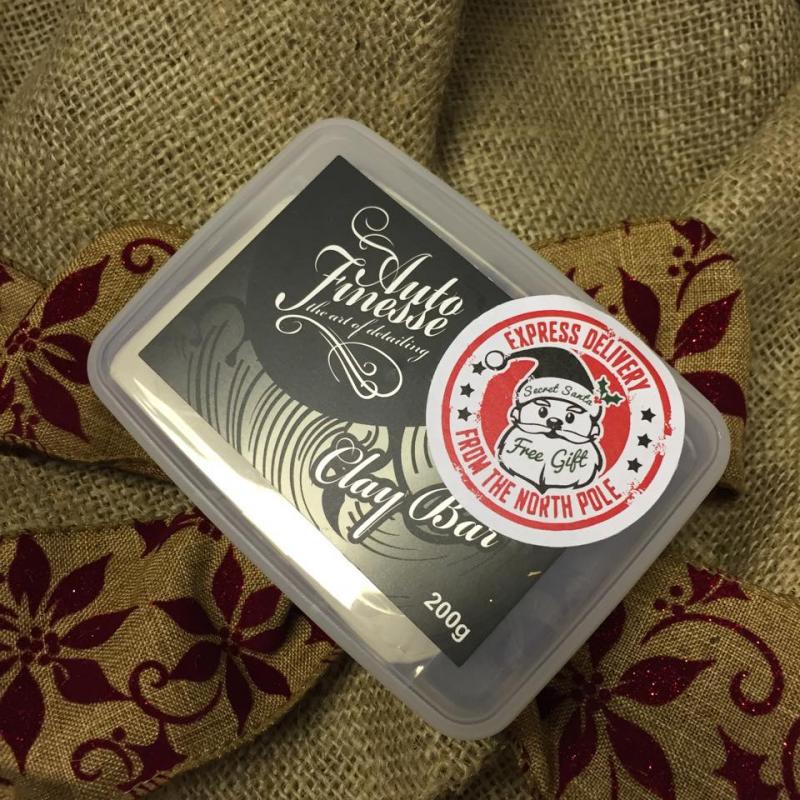 Auto
Finesse
the art of detailing
Clay Bar
200g
EXPRESS DELIVERY
Secret Santa
Free Gift
FROM THE NORTH POLE